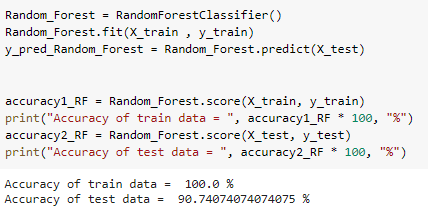 Random_Forest = RandomForestClassifier()
Random_Forest.fit(X_train , y_train)
y_pred_Random_Forest = Random_Forest.predict(X_test)
accuracy1_RF = Random_Forest.score(X_train, y_train)
print("Accuracy of train data = ", accuracy1_RF * 100, "%")
accuracy2_RF = Random_Forest.score(X_test, y_test)
print("Accuracy of test data = ", accuracy2_RF * 100, "%")
Accuracy of train data =  100.0 %
Accuracy of test data =  90.74074074074075 %